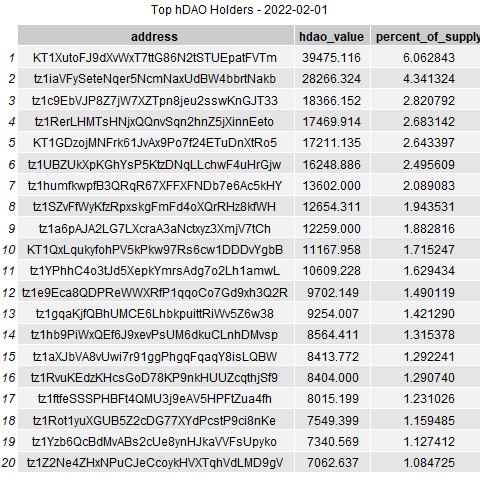 Top hDAO Holders - 2022-02-01
address hdao_value percent_of_supply
1 KT1XutoFJ9dXvWxT7ttG86N2tSTUEpatFVTm 39475.116 6.062843
2 tz1iaVFySeteNqer5NcmNaxUdBW4bbrtNakb 28266.324 4.341324
3 tz1c9EbVJP8Z7jW7XZTpn8jeu2sswKnGJT33 18366.152 2.820792
4 tz1RerLHMTsHNjxQQnvSqn2hnZ5jXinnEeto 17469.914 2.683142
5 KT1GDzojMNFrk61JvAx9Po7f24ETuDnXtRo5 17211.135 2.643397
6 tz1UBZUkXpKGhYsP5KtzDNqLLchwF4uHrGjw 16248.886 2.495609
7 tz1humfkwpfB3QRqR67XFFXFNDb7e6Ac5kHY 13602.000 2.089083
8 tz1SZvFfWyKfzRpxskgFmFd4oXQrRHz8kfWH 12654.311 1.943531
9 tz1a6pAJA2LG7LXcraA3aNctxyz3XmjV7tCh 12259.000 1.882816
10 KT1QxLqukyfohPV5kPkw97Rs6cw1DDDvYgbB 11167.958 1.715247
11 tz1YPhhC4o3tJd5XepkYmrsAdg7o2Lh1amwL 10609.228 1.629434
12 tz1e9Eca8QDPReWWXRfP1qqoCo7Gd9xh3Q2R 9702.149 1.490119
13 tz1gqaKjfQBhUMCE6LhbkpuittRiWv5Z6w38 9254.007 1.421290
14 tz1hb9PiWxQEf6J9xevPsUM6dkuCLnhDMvsp 8564.411 1.315378
15 tz1aXJbVA8vUwi7r91ggPhgqFqaqY8isLQBW 8413.772 1.292241
16 tz1RvuKEdzKHcsGoD78KP9nkHUUZcqthjSf9 8404.000 1.290740
17 tz1ftfeSSSPHBFt4QMU3j9eAV5HPFtZua4fh 8015.199 1.231026
18 tz1Rot1yuXGUB5Z2cDG77XYdPcstP9ci8nKe 7549.399 1.159485
19 tz1Yzb6QcBdMvABs2cUe8ynHJkaVVFsUpyko 7340.569 1.127412
20 tz1Z2Ne4ZHxNPuCJeCcoykHVXTqhVdLMD9gV 7062.637 1.084725